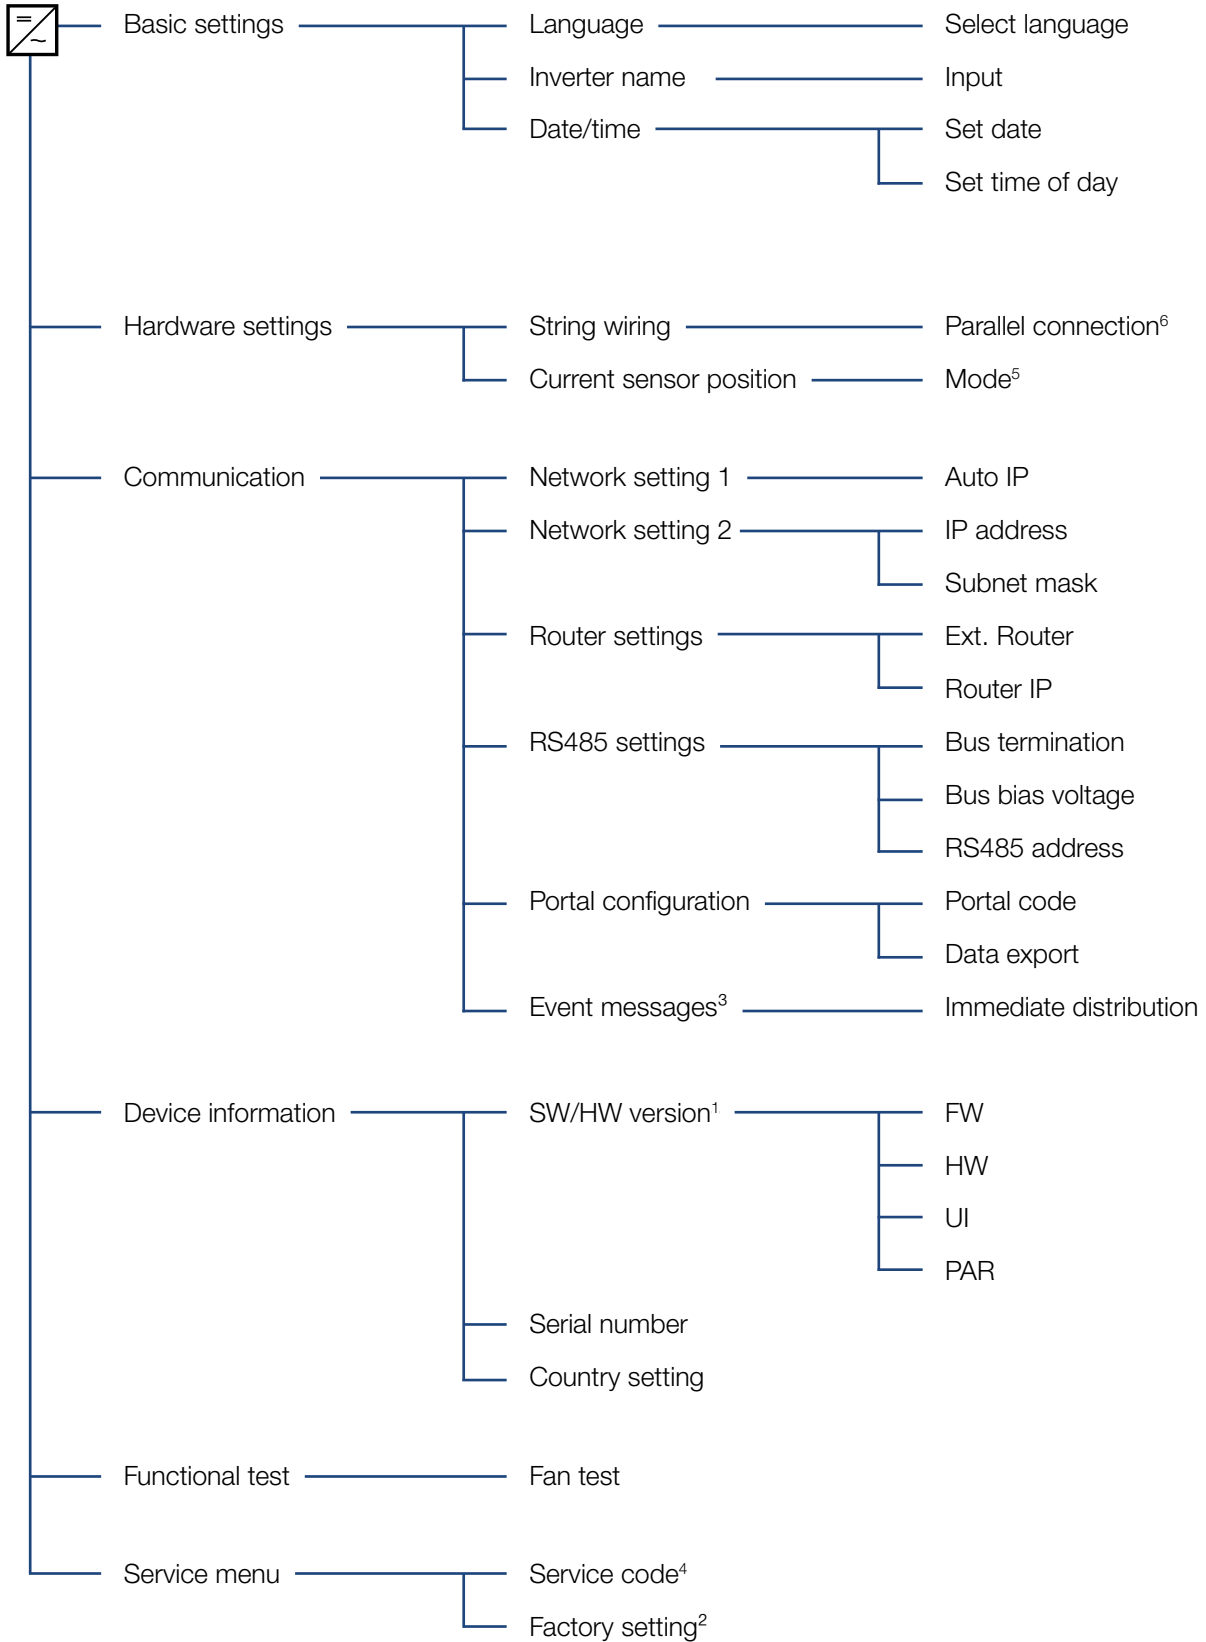 Basic settings Language Select language
Inverter name Input
Date/time Set date
Set time of day
Hardware settings String wiring Parallel connection⁶
Current sensor position Mode⁵
Communication Network setting 1 Auto IP
Network setting 2 IP address
Subnet mask
Router settings Ext. Router
Router IP
RS485 settings Bus termination
Bus bias voltage
RS485 address
Portal configuration Portal code
Data export
Event messages³ Immediate distribution
Device information SW/HW version¹ FW
HW
UI
PAR
Serial number
Country setting
Functional test Fan test
Service menu Service code⁴
Factory setting²